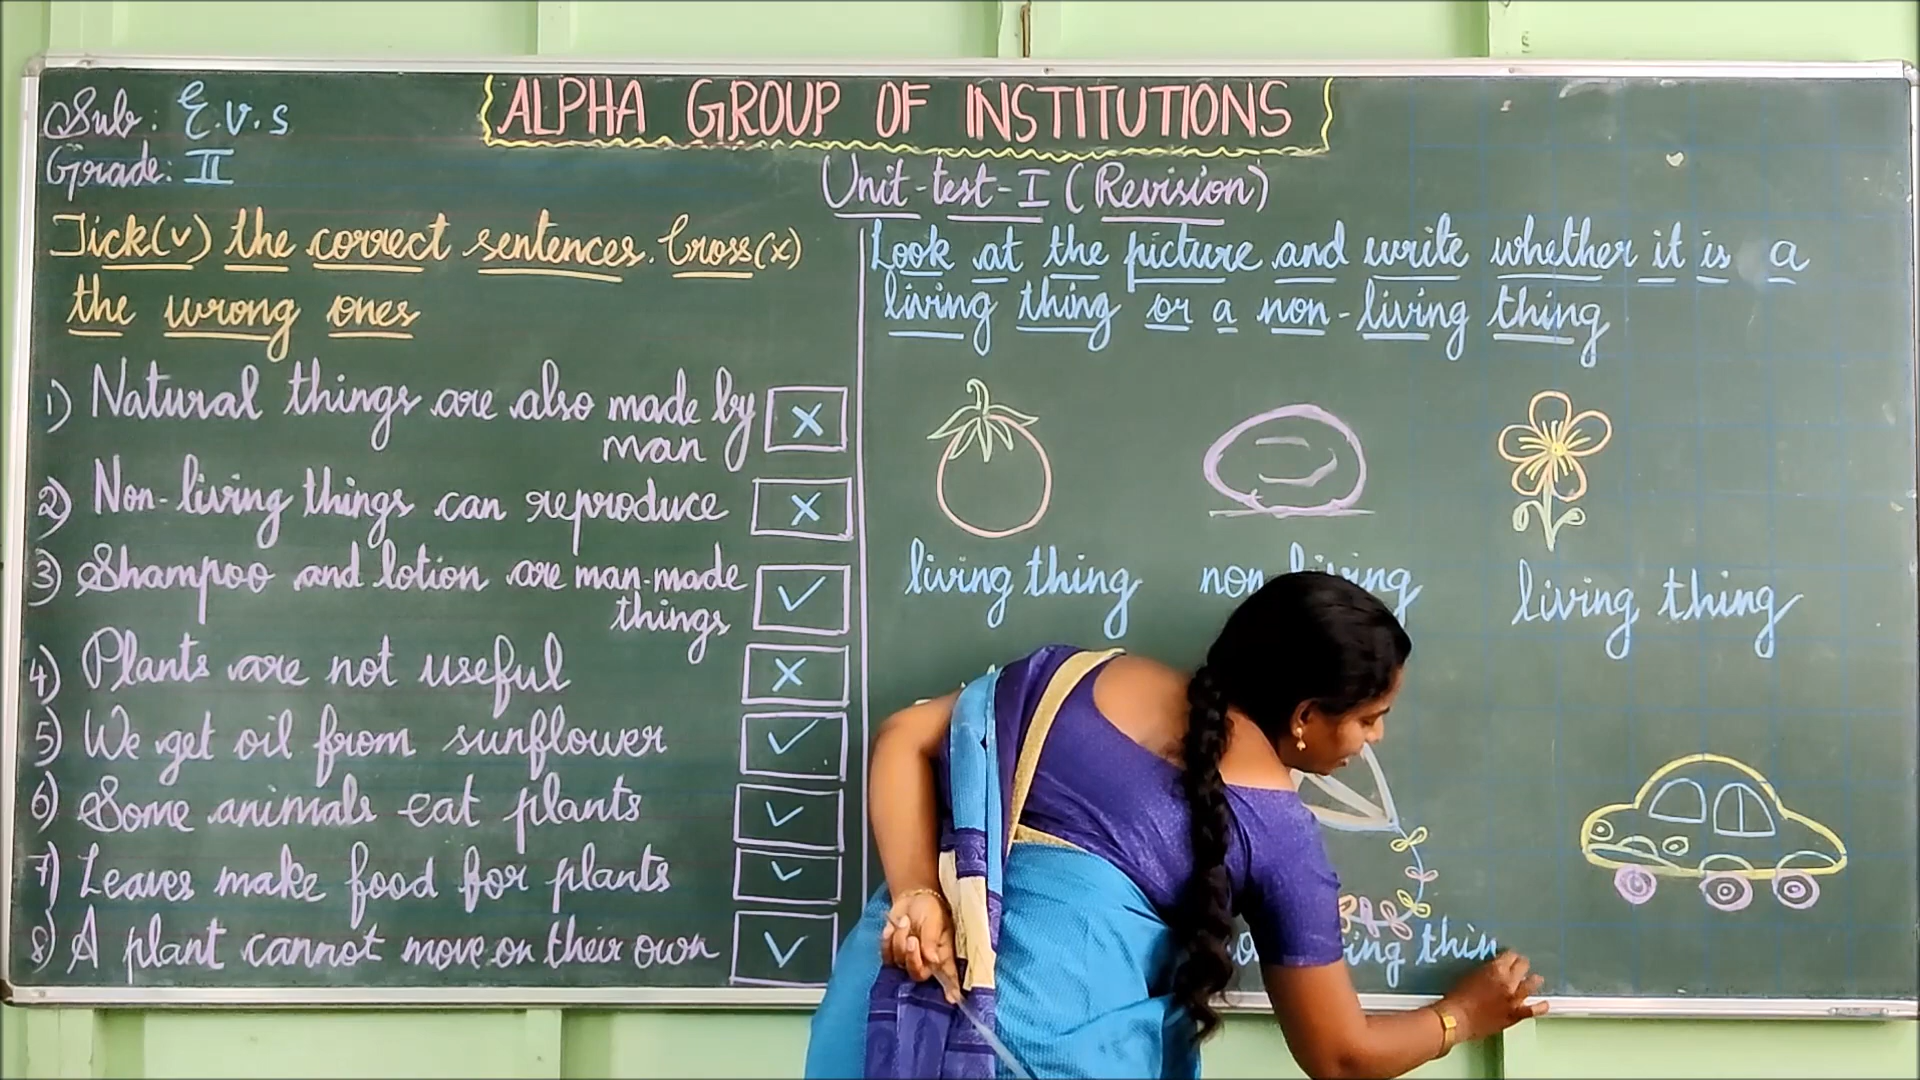 Sub: E.V.S
Grade: II
ALPHA GROUP OF INSTITUTIONS
Unit-test-I (Revision)
Tick(v) the correct sentences. Cross(x)
the wrong ones
1) Natural things are also made by
man
X
2) Non-living things can reproduce
X
3) Shampoo and lotion are man-made
things
✓
4) Plants are not useful
X
5) We get oil from sunflower
✓
6) Some animals eat plants
✓
7) Leaves make food for plants
✓
8) A plant cannot move on their own
✓
Look at the picture and write whether it is a
living thing or a non-living thing
living thing
non-living
living thing
thin